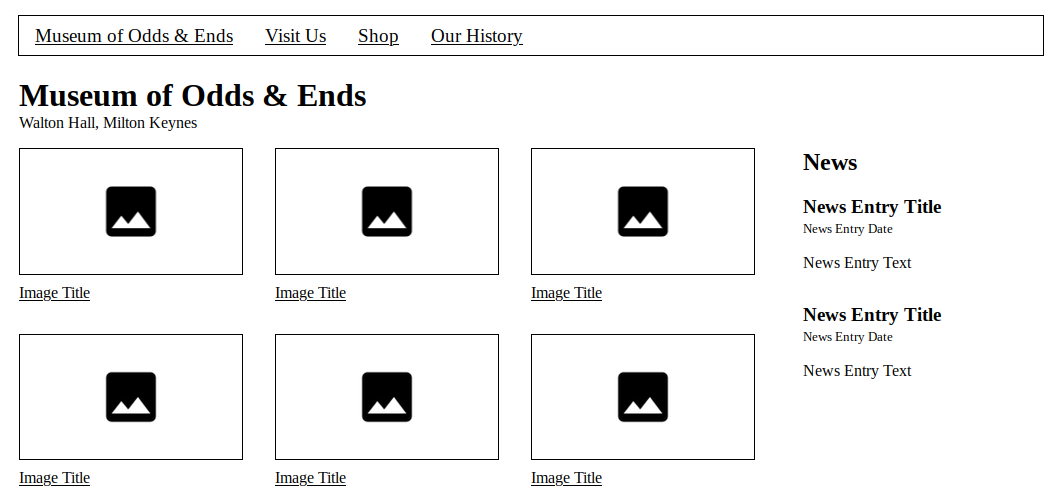 Museum of Odds & Ends Visit Us Shop Our History
Museum of Odds & Ends
Walton Hall, Milton Keynes
Image Title Image Title Image Title
Image Title Image Title Image Title
News
News Entry Title
News Entry Date
News Entry Text
News Entry Title
News Entry Date
News Entry Text